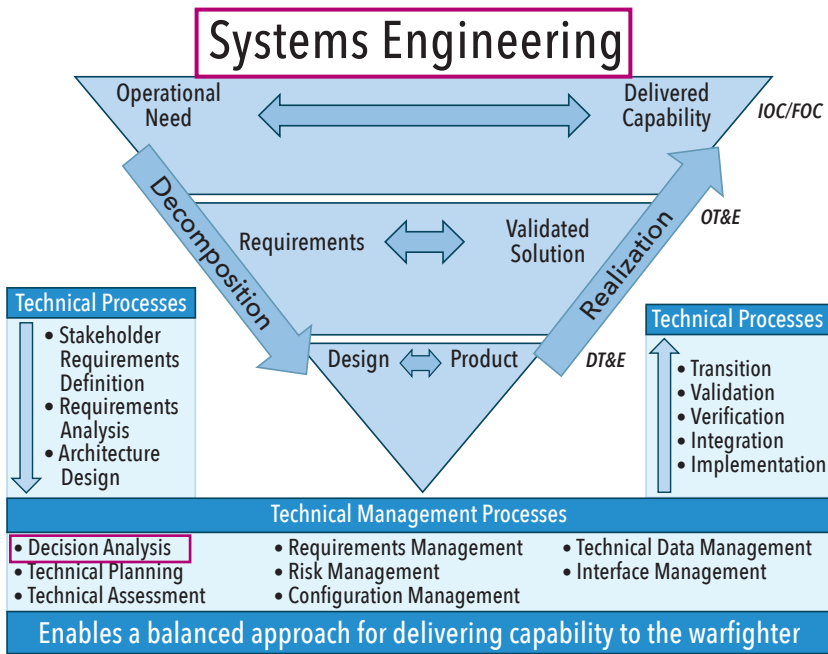 Systems Engineering
Operational
Need
Delivered
Capability
IOC/FOC
Decomposition
Realization
OT&E
Requirements
Validated
Solution
Design
Product
DT&E
Technical Processes
• Stakeholder
Requirements
Definition
• Requirements
Analysis
• Architecture
Design
Technical Processes
• Transition
• Validation
• Verification
• Integration
• Implementation
Technical Management Processes
• Decision Analysis
• Technical Planning
• Technical Assessment
• Requirements Management
• Risk Management
• Configuration Management
• Technical Data Management
• Interface Management
Enables a balanced approach for delivering capability to the warfighter